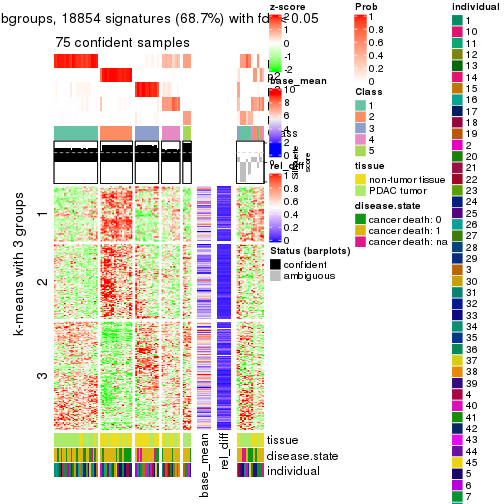 bgroups, 18854 signatures (68.7%) with fd 0.05
75 confident samples
k-means with 3 groups
1
2
3
base_mean
rel_diff
tissue
disease.state
individual
z-score
2
1
0
-1
-2
base_mean
10
8
6
4
2
0
rel_diff
1
0.8
0.6
0.4
0.2
0
Silhouette
score
Status (barplots)
confident
ambiguous
Prob
1
0.8
0.6
0.4
0.2
0
Class
1
2
3
4
5
tissue
non-tumor tissue
PDAC tumor
disease.state
cancer death: 0
cancer death: 1
cancer death: na
individual
1
10
11
12
13
14
15
16
17
18
19
2
20
21
22
23
24
25
26
27
28
29
3
30
31
32
33
34
35
36
37
38
39
4
40
41
42
43
44
45
5
6
7